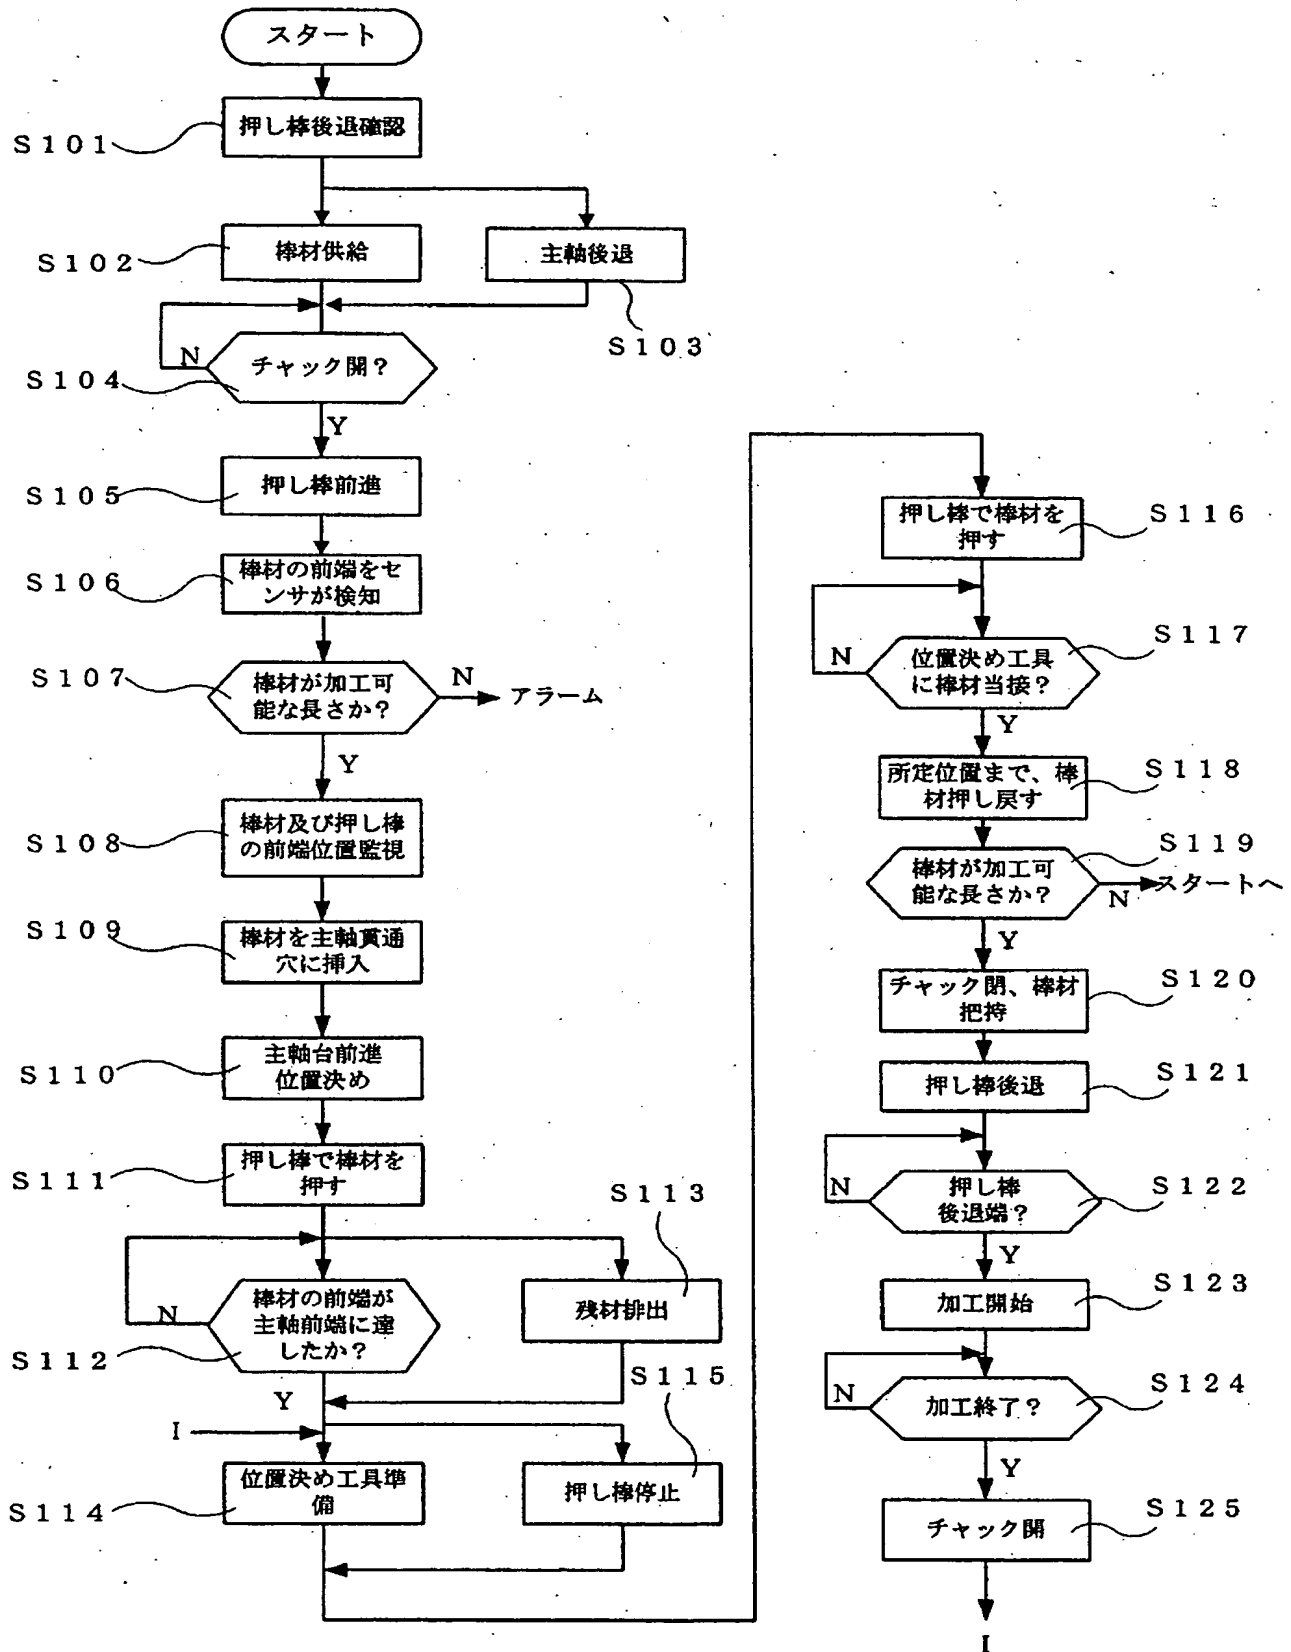 スタート
S101
押し棒後退確認
S102
棒材供給
主軸後退
S103
N
S104
チャック開?
Y
S105
押し棒前進
S106
棒材の前端をセ
ンサが検知
S107
棒材が加工可
能な長さか?
N
アラーム
Y
S108
棒材及び押し棒
の前端位置監視
S109
棒材を主軸貫通
穴に挿入
S110
主軸台前進
位置決め
S111
押し棒で棒材を
押す
S113
N
棒材の前端が
主軸前端に達
したか?
残材排出
S112
S115
Y
I
S114
位置決め工具準
備
押し棒停止
押し棒で棒材を
押す
S116
S117
N
位置決め工具
に棒材当接?
Y
S118
所定位置まで、棒
材押し戻す
S119
棒材が加工可
能な長さか?
N
スタートへ
Y
S120
チャック閉、棒材
把持
S121
押し棒後退
N
押し棒
後退端?
S122
Y
S123
加工開始
N
加工終了?
S124
Y
S125
チャック開
I